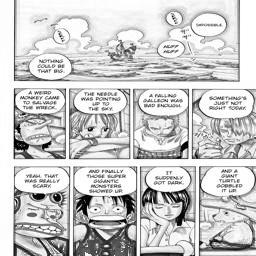 IMPOSSIBLE.
HUFF
HUFF
NOTHING
COULD BE
THAT BIG.
A WEIRD
MONKEY CAME
TO SALVAGE
THE WRECK.
THE NEEDLE
WAS POINTING
UP TO
THE SKY.
A FALLING
GALLEON WAS
BAD ENOUGH.
SOMETHING'S
JUST NOT
RIGHT TODAY.
YEAH. THAT
WAS REALLY
SCARY.
AND FINALLY
THOSE SUPER
GIGANTIC
MONSTERS
SHOWED UP.
IT
SUDDENLY
GOT DARK.
AND A
GIANT
TURTLE
GOBBLED
IT UP.